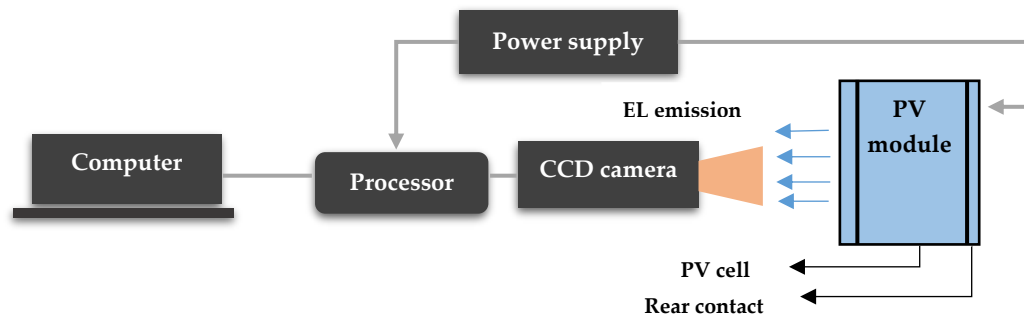 Power supply
EL emission
PV
module
Computer
Processor
CCD camera
PV cell
Rear contact